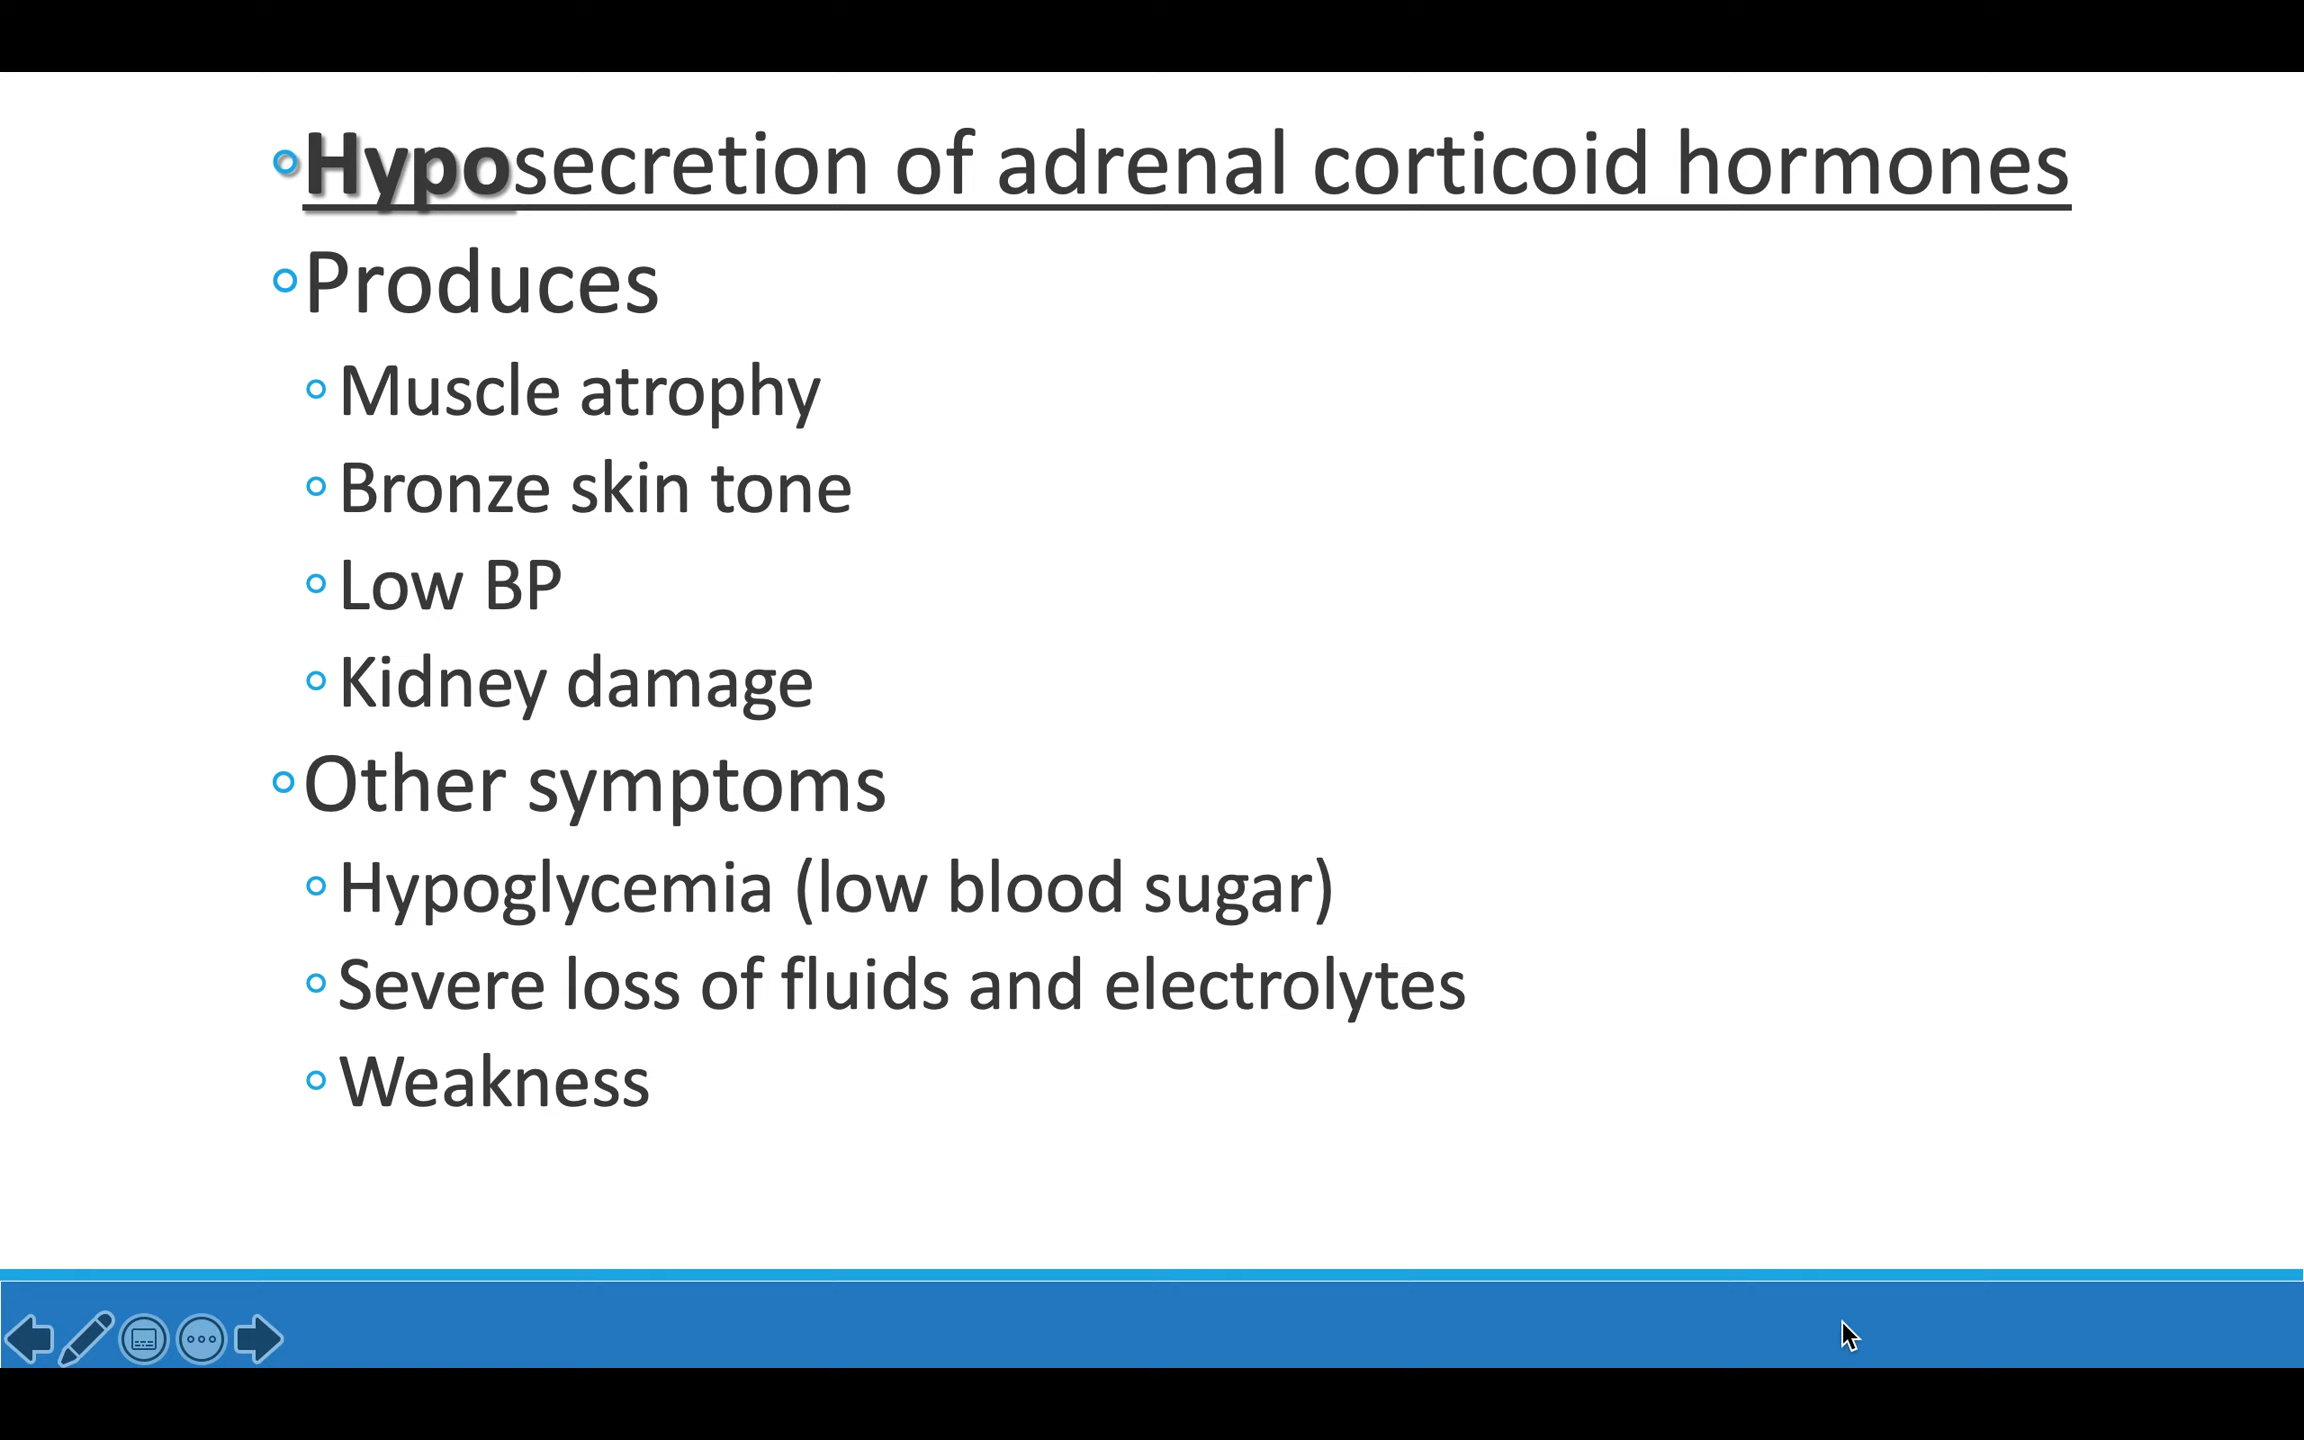 Hyposecretion of adrenal corticoid hormones
Produces
Muscle atrophy
Bronze skin tone
Low BP
Kidney damage
Other symptoms
Hypoglycemia (low blood sugar)
Severe loss of fluids and electrolytes
Weakness